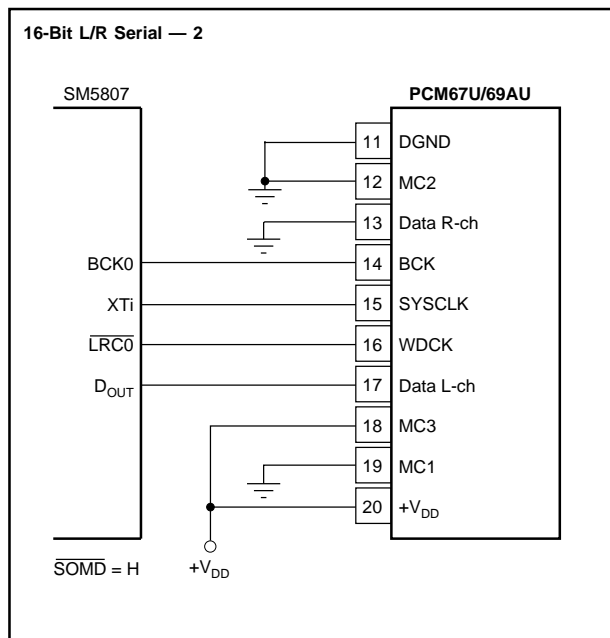 16-Bit L/R Serial — 2
SM5807
PCM67U/69AU
11 DGND
12 MC2
13 Data R-ch
BCK0 14 BCK
XTi 15 SYSCLK
LRC0 16 WDCK
DOUT 17 Data L-ch
18 MC3
19 MC1
20 +VDD
SOMD = H
+VDD